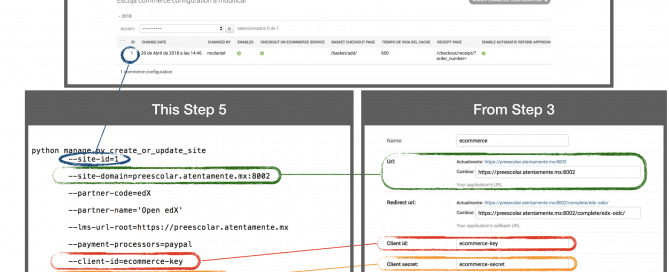 Escoja commerce configuration a modificar
2018
Acción: --------- seleccionados 0 de 1
ID CHANGE DATE CHANGED BY ENABLED CHECKOUT ON ECOMMERCE SERVICE BASKET CHECKOUT PAGE TIEMPO DE VIDA DEL CACHE RECEIPT PAGE ENABLE AUTOMATIC REFUND APPROVAL
1 20 de Abril de 2018 a las 14:46 mcdaniel /basket/add/ 600 /checkout/receipt/?
order_number=
1 commerce configuration
This Step 5
From Step 3
python manage.py create_or_update_site
--site-id=1
--site-domain=preescolar.atentamente.mx:8002
--partner-code=edX
--partner-name='Open edX'
--lms-url-root=https://preescolar.atentamente.mx
--payment-processors=paypal
--client-id=ecommerce-key
Name: ecommerce
Url: Actualmente: https://preescolar.atentamente.mx:8002
Cambiar: https://preescolar.atentamente.mx:8002
Your application's URL
Redirect uri: Actualmente: https://preescolar.atentamente.mx:8002/complete/edx-oidc/
Cambiar: https://preescolar.atentamente.mx:8002/complete/edx-oidc/
Your application's callback URL
Client id: ecommerce-key
Client secret: ecommerce-secret